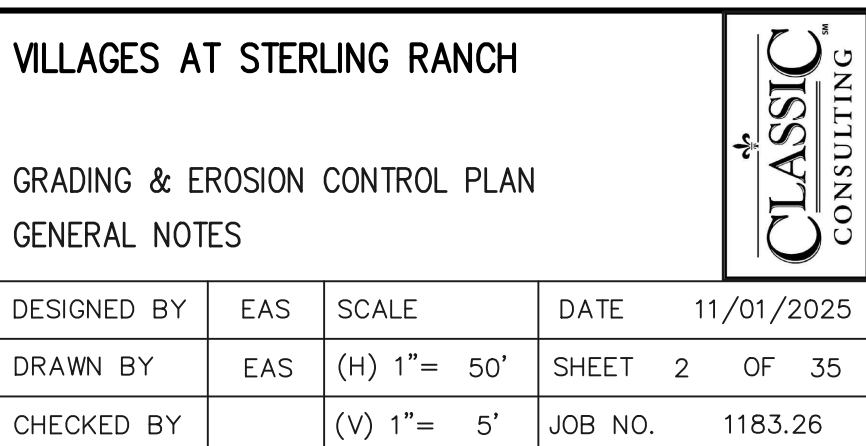 VILLAGES AT STERLING RANCH
CLASSIC℠
CONSULTING
GRADING & EROSION CONTROL PLAN
GENERAL NOTES
DESIGNED BY EAS SCALE DATE 11/01/2025
DRAWN BY EAS (H) 1"= 50' SHEET 2 OF 35
CHECKED BY (V) 1"= 5' JOB NO. 1183.26